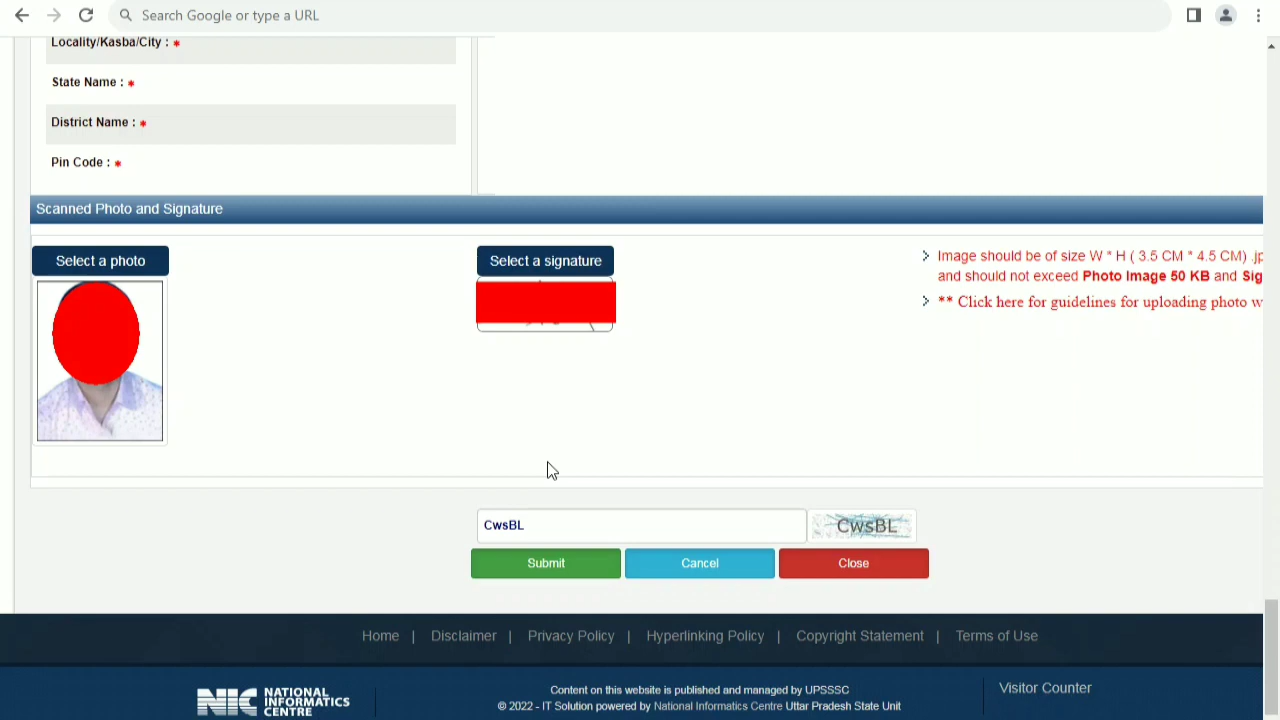 Search Google or type a URL
Locality/Kasba/City : *
State Name : *
District Name : *
Pin Code : *
Scanned Photo and Signature
Select a photo
Select a signature
Image should be of size W * H ( 3.5 CM * 4.5 CM) .jp
and should not exceed Photo Image 50 KB and Sig
** Click here for guidelines for uploading photo w
CwsBL
CwsBL
Submit
Cancel
Close
Home | Disclaimer | Privacy Policy | Hyperlinking Policy | Copyright Statement | Terms of Use
NIC NATIONAL
INFORMATICS
CENTRE
Content on this website is published and managed by UPSSSC
© 2022 - IT Solution powered by National Informatics Centre Uttar Pradesh State Unit
Visitor Counter